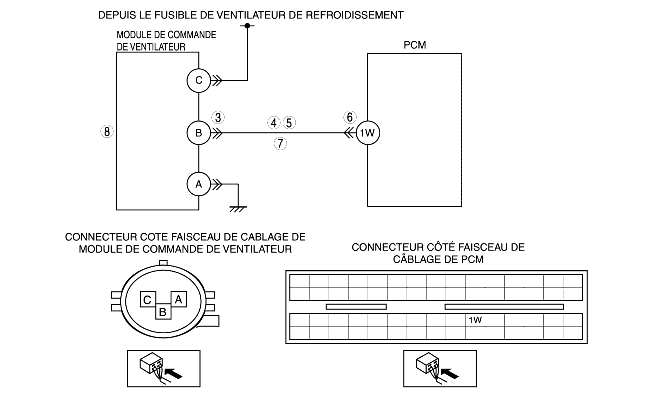 DEPUIS LE FUSIBLE DE VENTILATEUR DE REFROIDISSEMENT
MODULE DE COMMANDE
DE VENTILATEUR
PCM
C
3
4 5
6
8
B
1W
7
A
CONNECTEUR COTE FAISCEAU DE CABLAGE DE
MODULE DE COMMANDE DE VENTILATEUR
CONNECTEUR CÔTÉ FAISCEAU DE
CÂBLAGE DE PCM
C
A
B
1W